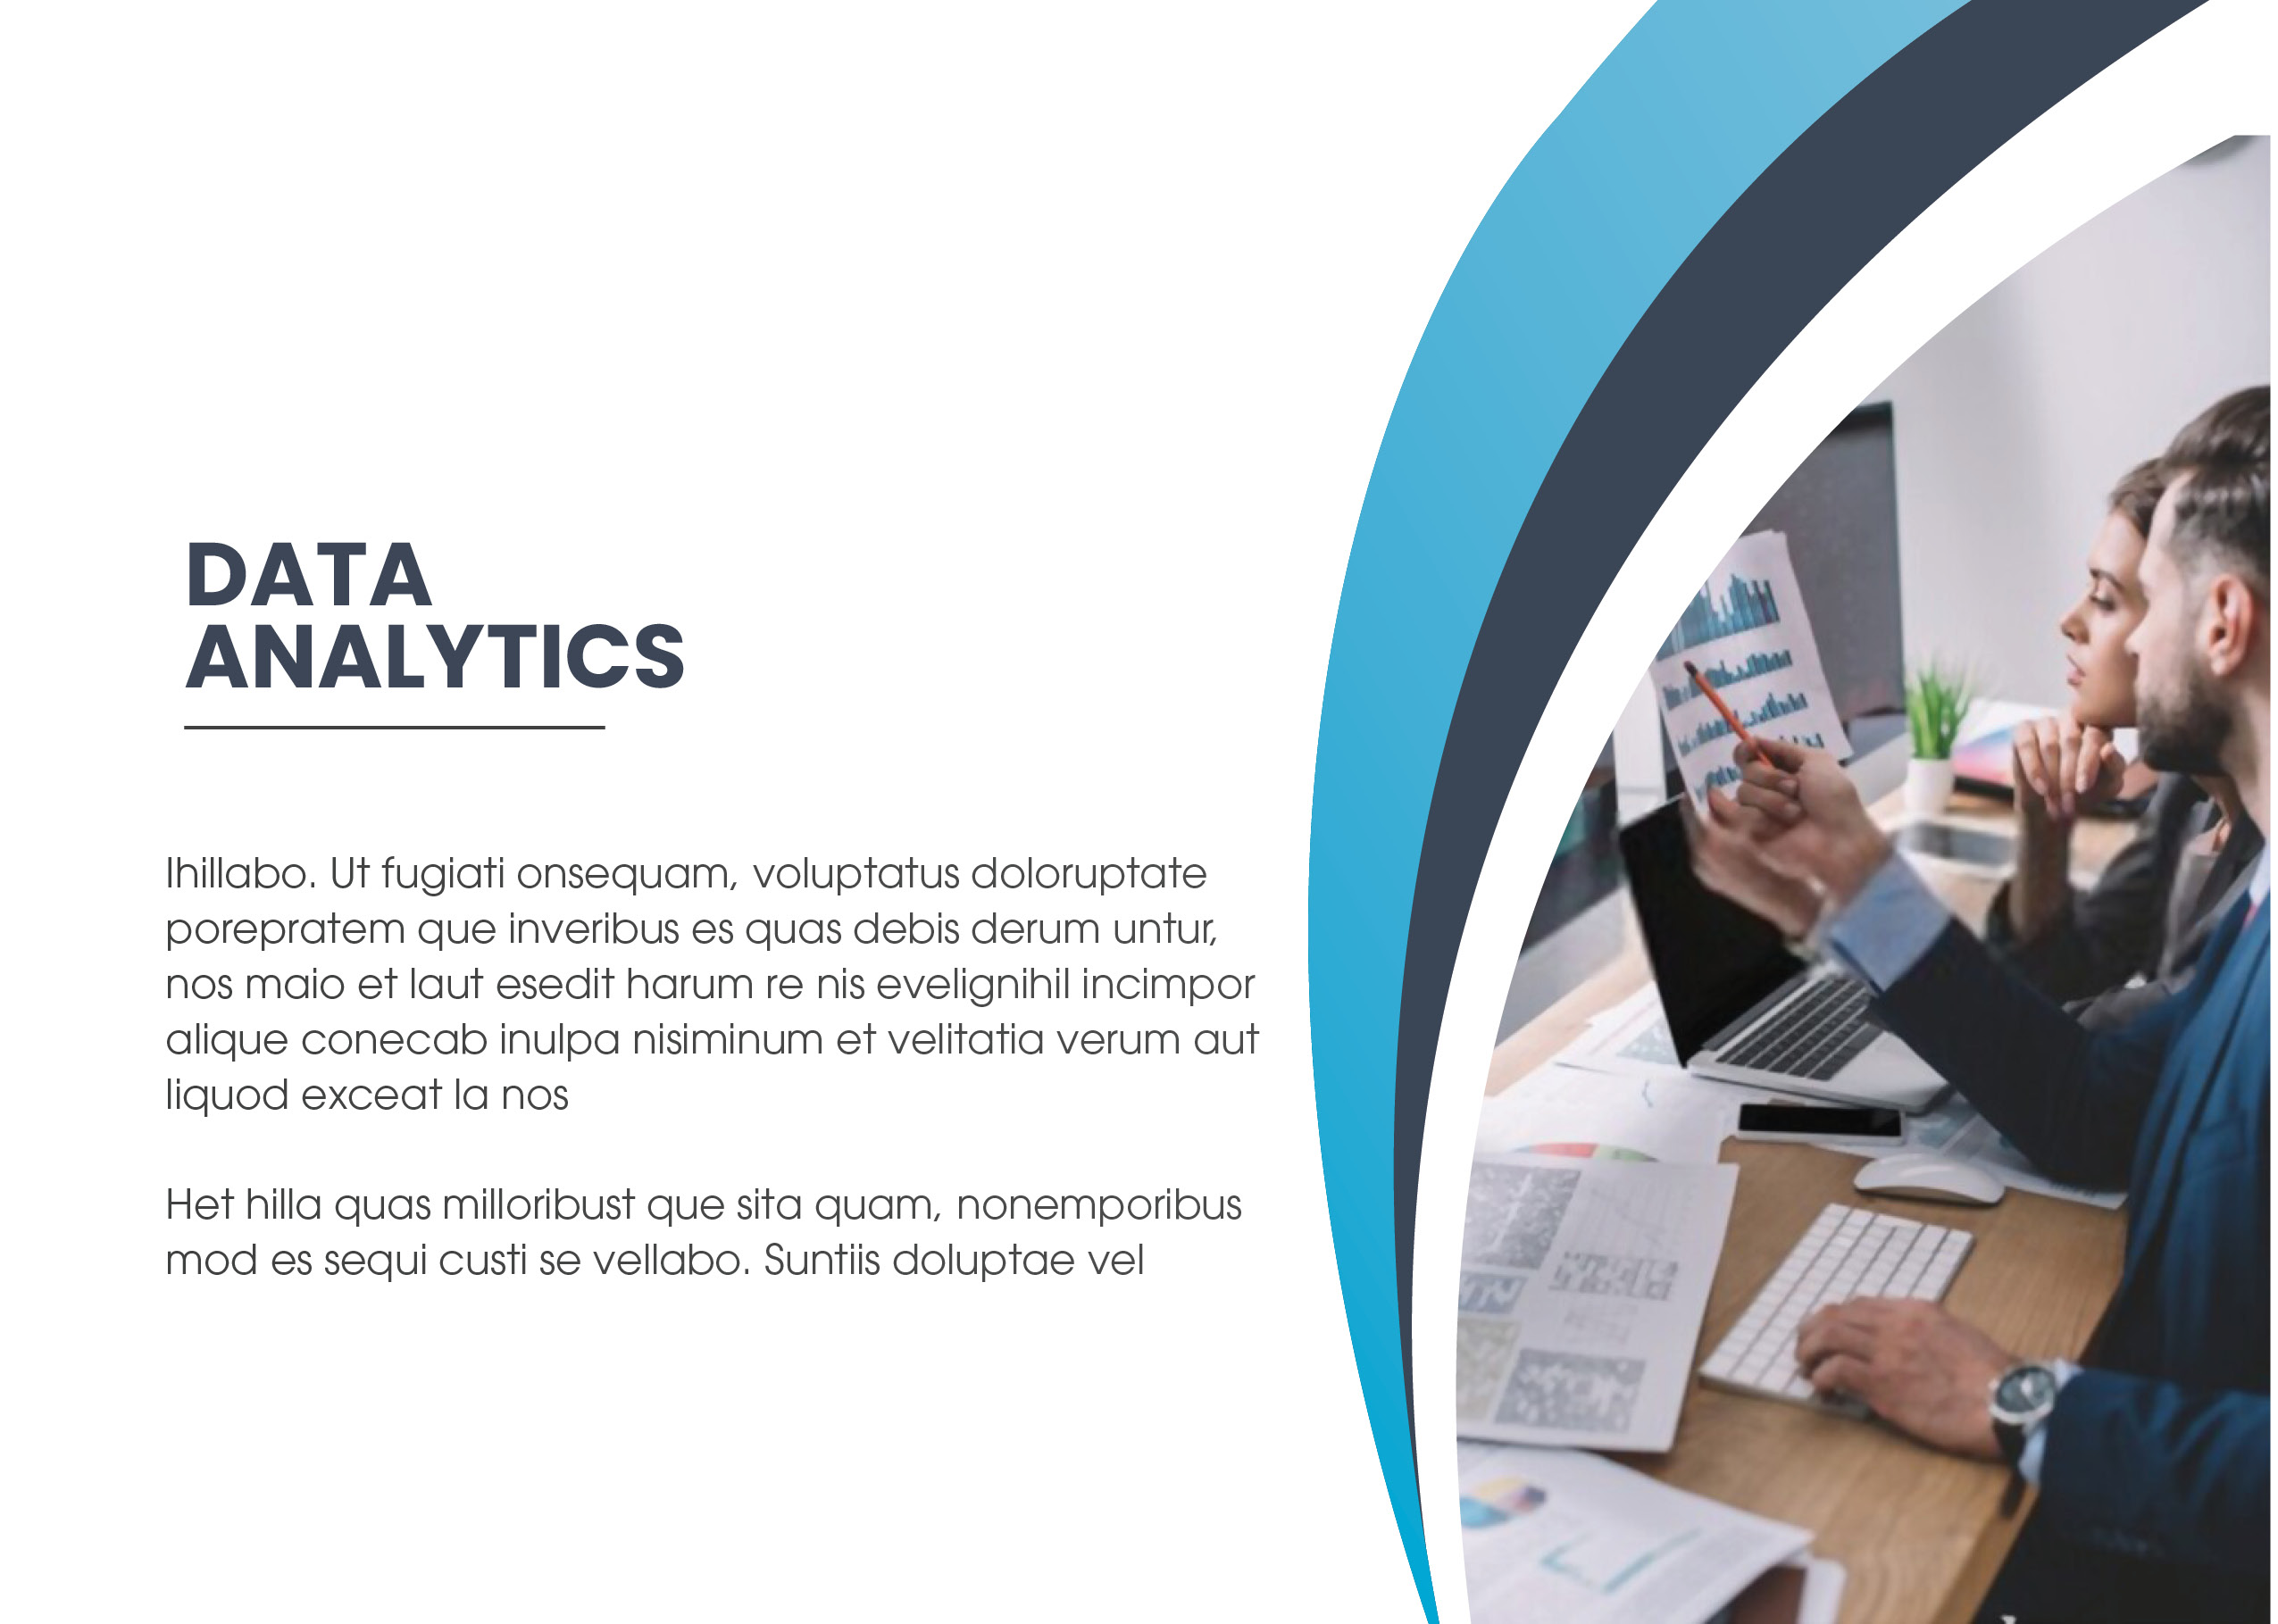 DATA
ANALYTICS
Ihillabo. Ut fugiati onsequam, voluptatus doloruptate
porepratem que inveribus es quas debis derum untur,
nos maio et laut esedit harum re nis evelignihil incimpor
alique conecab inulpa nisiminum et velitatia verum aut
liquod exceat la nos
Het hilla quas milloribust que sita quam, nonemporibus
mod es sequi custi se vellabo. Suntiis doluptae vel